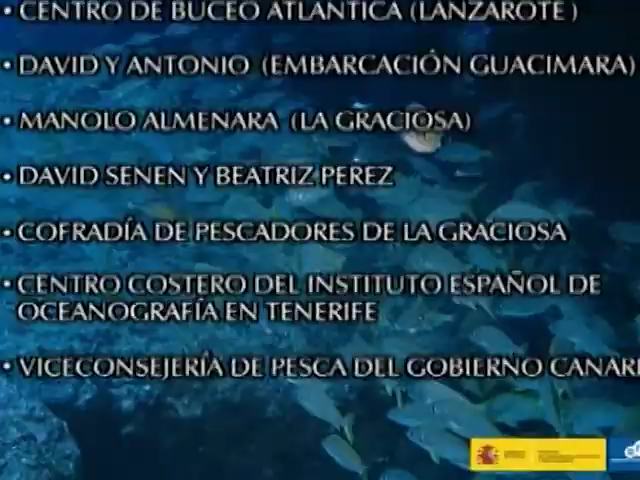 • CENTRO DE BUCEO ATLANTICA (LANZAROTE )
• DAVID Y ANTONIO (EMBARCACIÓN GUACIMARA)
• MANOLO ALMENARA (LA GRACIOSA)
• DAVID SENEN Y BEATRIZ PEREZ
• COFRADÍA DE PESCADORES DE LA GRACIOSA
• CENTRO COSTERO DEL INSTITUTO ESPAÑOL DE
OCEANOGRAFÍA EN TENERIFE
• VICECONSEJERÍA DE PESCA DEL GOBIERNO CANARI